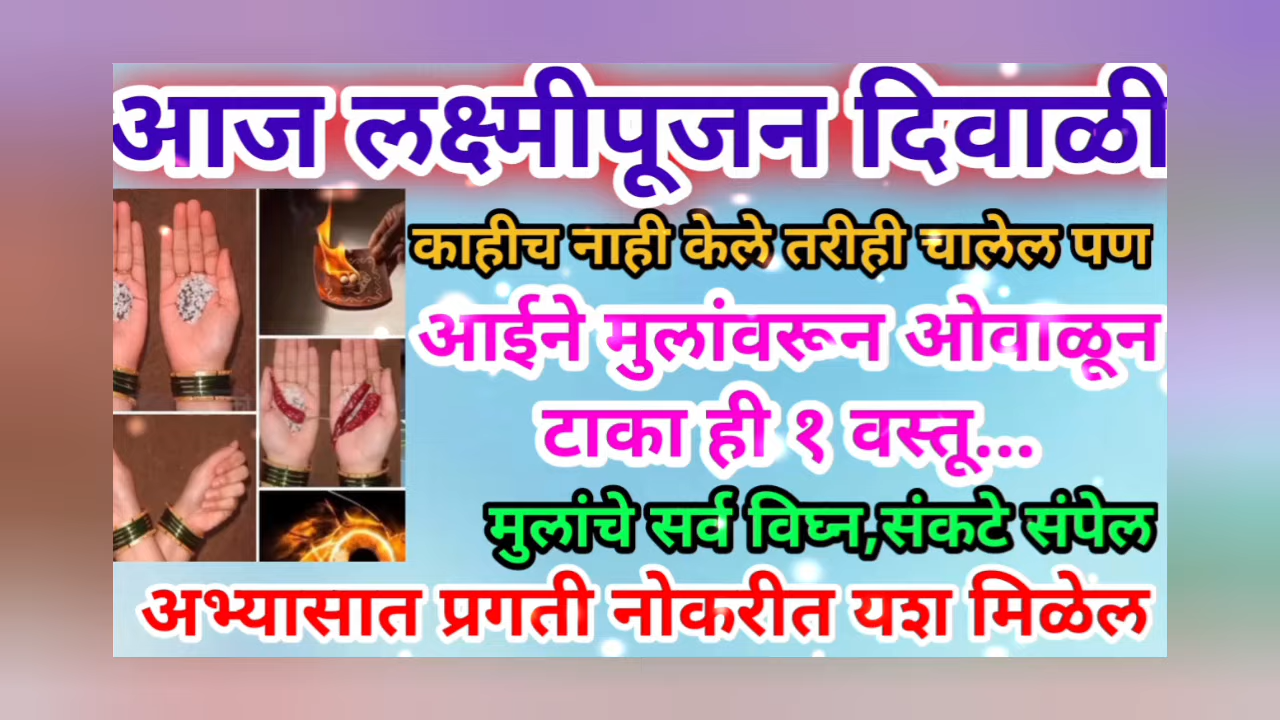 आज लक्ष्मीपूजन दिवाळी
काहीच नाही केले तरीही चालेल पण
आईने मुलांवरून ओवाळून
टाका ही १ वस्तू...
मुलांचे सर्व विघ्न,संकटे संपेल
अभ्यासात प्रगती नोकरीत यश मिळेल